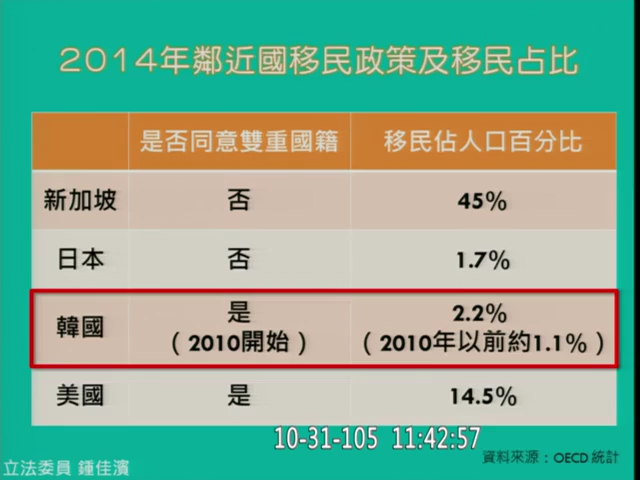 2014年鄰近國移民政策及移民占比
是否同意雙重國籍 移民佔人口百分比
新加坡 否 45%
日本 否 1.7%
韓國 是 2.2%
（2010開始） （2010年以前約1.1%）
美國 是 14.5%
10-31-105 11:42:57
資料來源：OECD 統計
立法委員 鍾佳濱